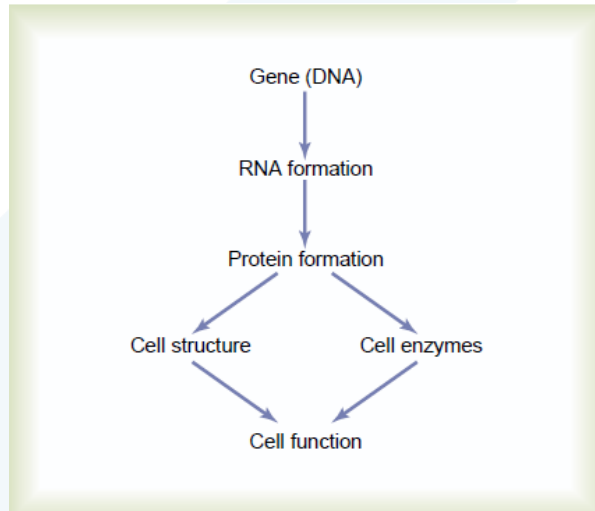 Gene (DNA)
RNA formation
Protein formation
Cell structure
Cell enzymes
Cell function